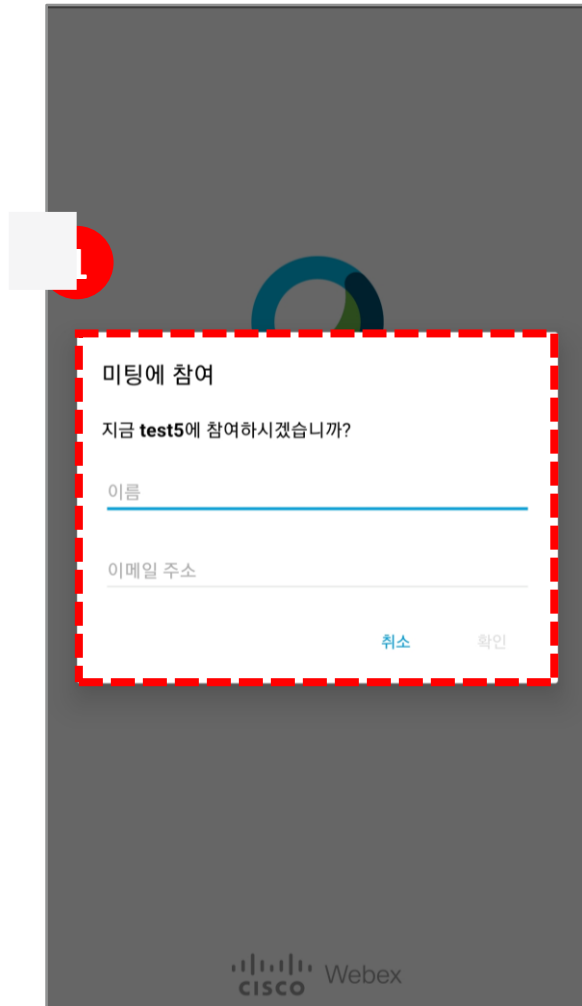 미팅에 참여
지금 test5에 참여하시겠습니까?
이름
이메일 주소
취소 확인
CISCO Webex